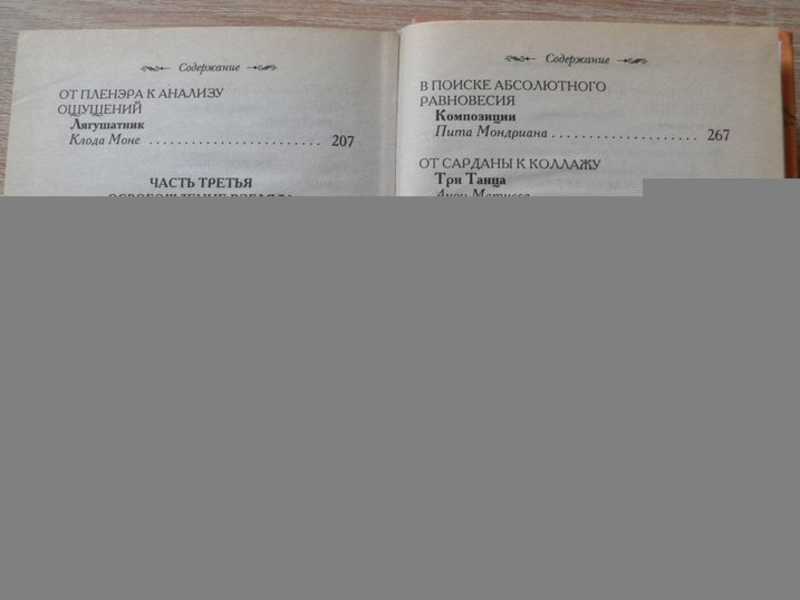 Содержание
ОТ ПЛЕНЭРА К АНАЛИЗУ
ОЩУЩЕНИЙ
Лягушатник
Клода Моне ........................ 207
ЧАСТЬ ТРЕТЬЯ
Содержание
В ПОИСКЕ АБСОЛЮТНОГО
РАВНОВЕСИЯ
Композиции
Пита Мондриана .................... 267
ОТ САРДАНЫ К КОЛЛАЖУ
Три Танца